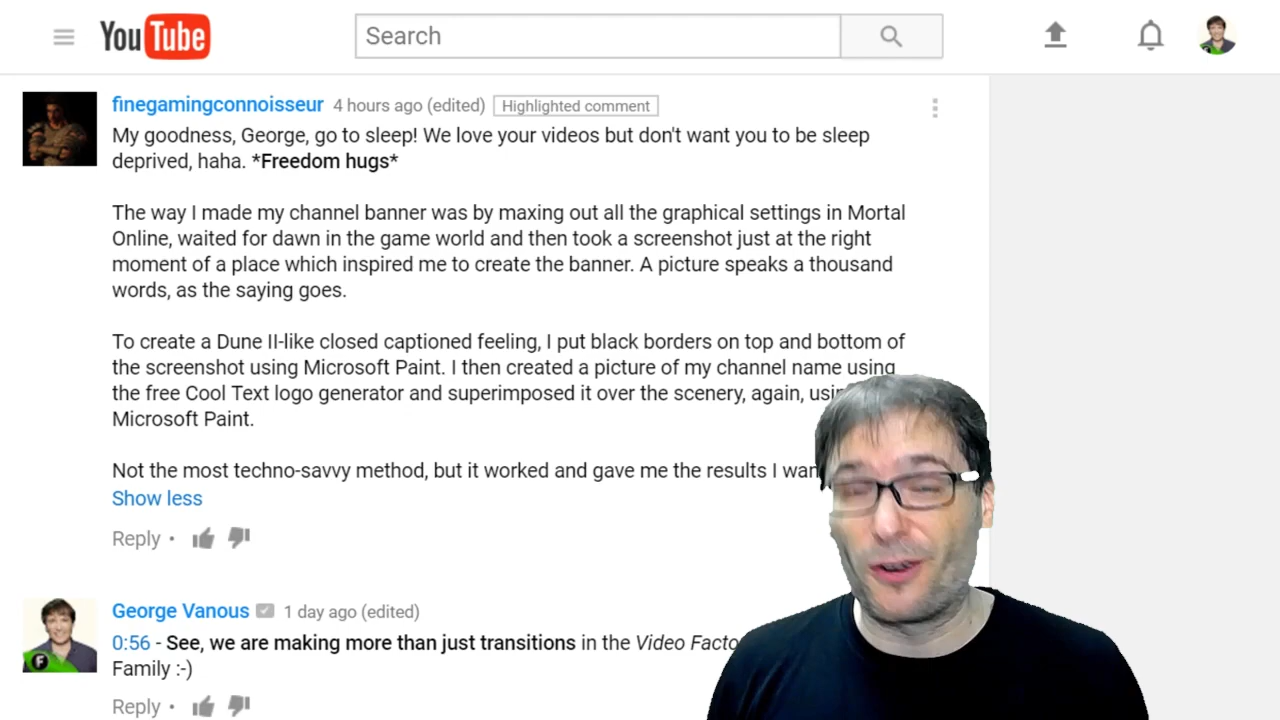 YouTube
Search
finegamingconnoisseur 4 hours ago (edited) Highlighted comment
My goodness, George, go to sleep! We love your videos but don't want you to be sleep
deprived, haha. *Freedom hugs*
The way I made my channel banner was by maxing out all the graphical settings in Mortal
Online, waited for dawn in the game world and then took a screenshot just at the right
moment of a place which inspired me to create the banner. A picture speaks a thousand
words, as the saying goes.
To create a Dune II-like closed captioned feeling, I put black borders on top and bottom of
the screenshot using Microsoft Paint. I then created a picture of my channel name using
the free Cool Text logo generator and superimposed it over the scenery, again,
Microsoft Paint.
Not the most techno-savvy method, but it worked and gave me the results I
Show less
Reply •
George Vanous 1 day ago (edited)
0:56 - See, we are making more than just transitions in the Video
Family :-)
F
Reply •